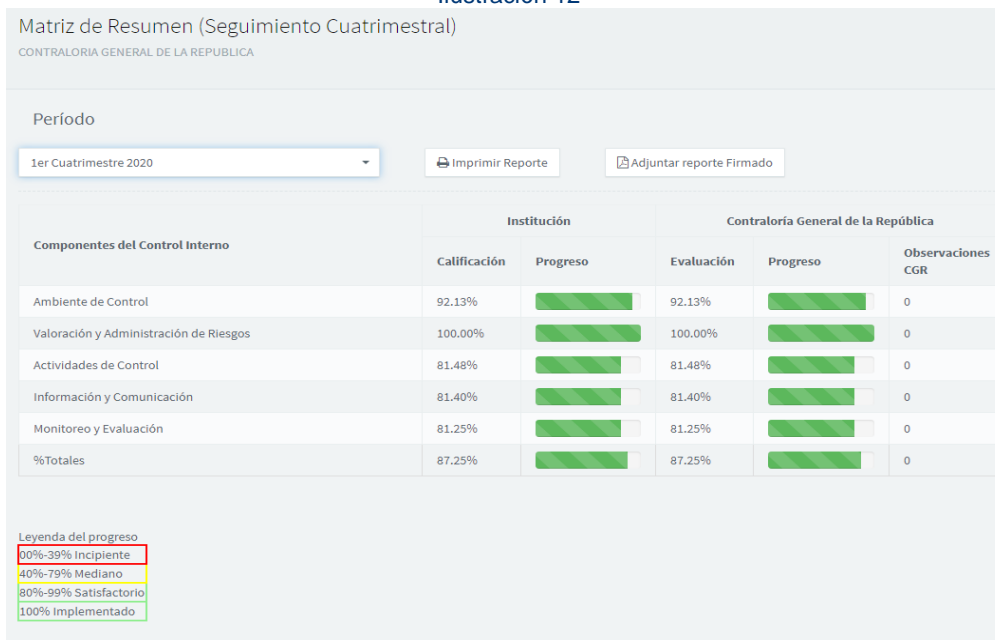 Ilustración 12
Matriz de Resumen (Seguimiento Cuatrimestral)
CONTRALORIA GENERAL DE LA REPUBLICA
Período
1er Cuatrimestre 2020
Imprimir Reporte
Adjuntar reporte Firmado
Componentes del Control Interno
Institución
Contraloría General de la República
Calificación
Progreso
Evaluación
Progreso
Observaciones
CGR
Ambiente de Control 92.13% 92.13% 0
Valoración y Administración de Riesgos 100.00% 100.00% 0
Actividades de Control 81.48% 81.48% 0
Información y Comunicación 81.40% 81.40% 0
Monitoreo y Evaluación 81.25% 81.25% 0
%Totales 87.25% 87.25% 0
Leyenda del progreso
00%-39% Incipiente
40%-79% Mediano
80%-99% Satisfactorio
100% Implementado